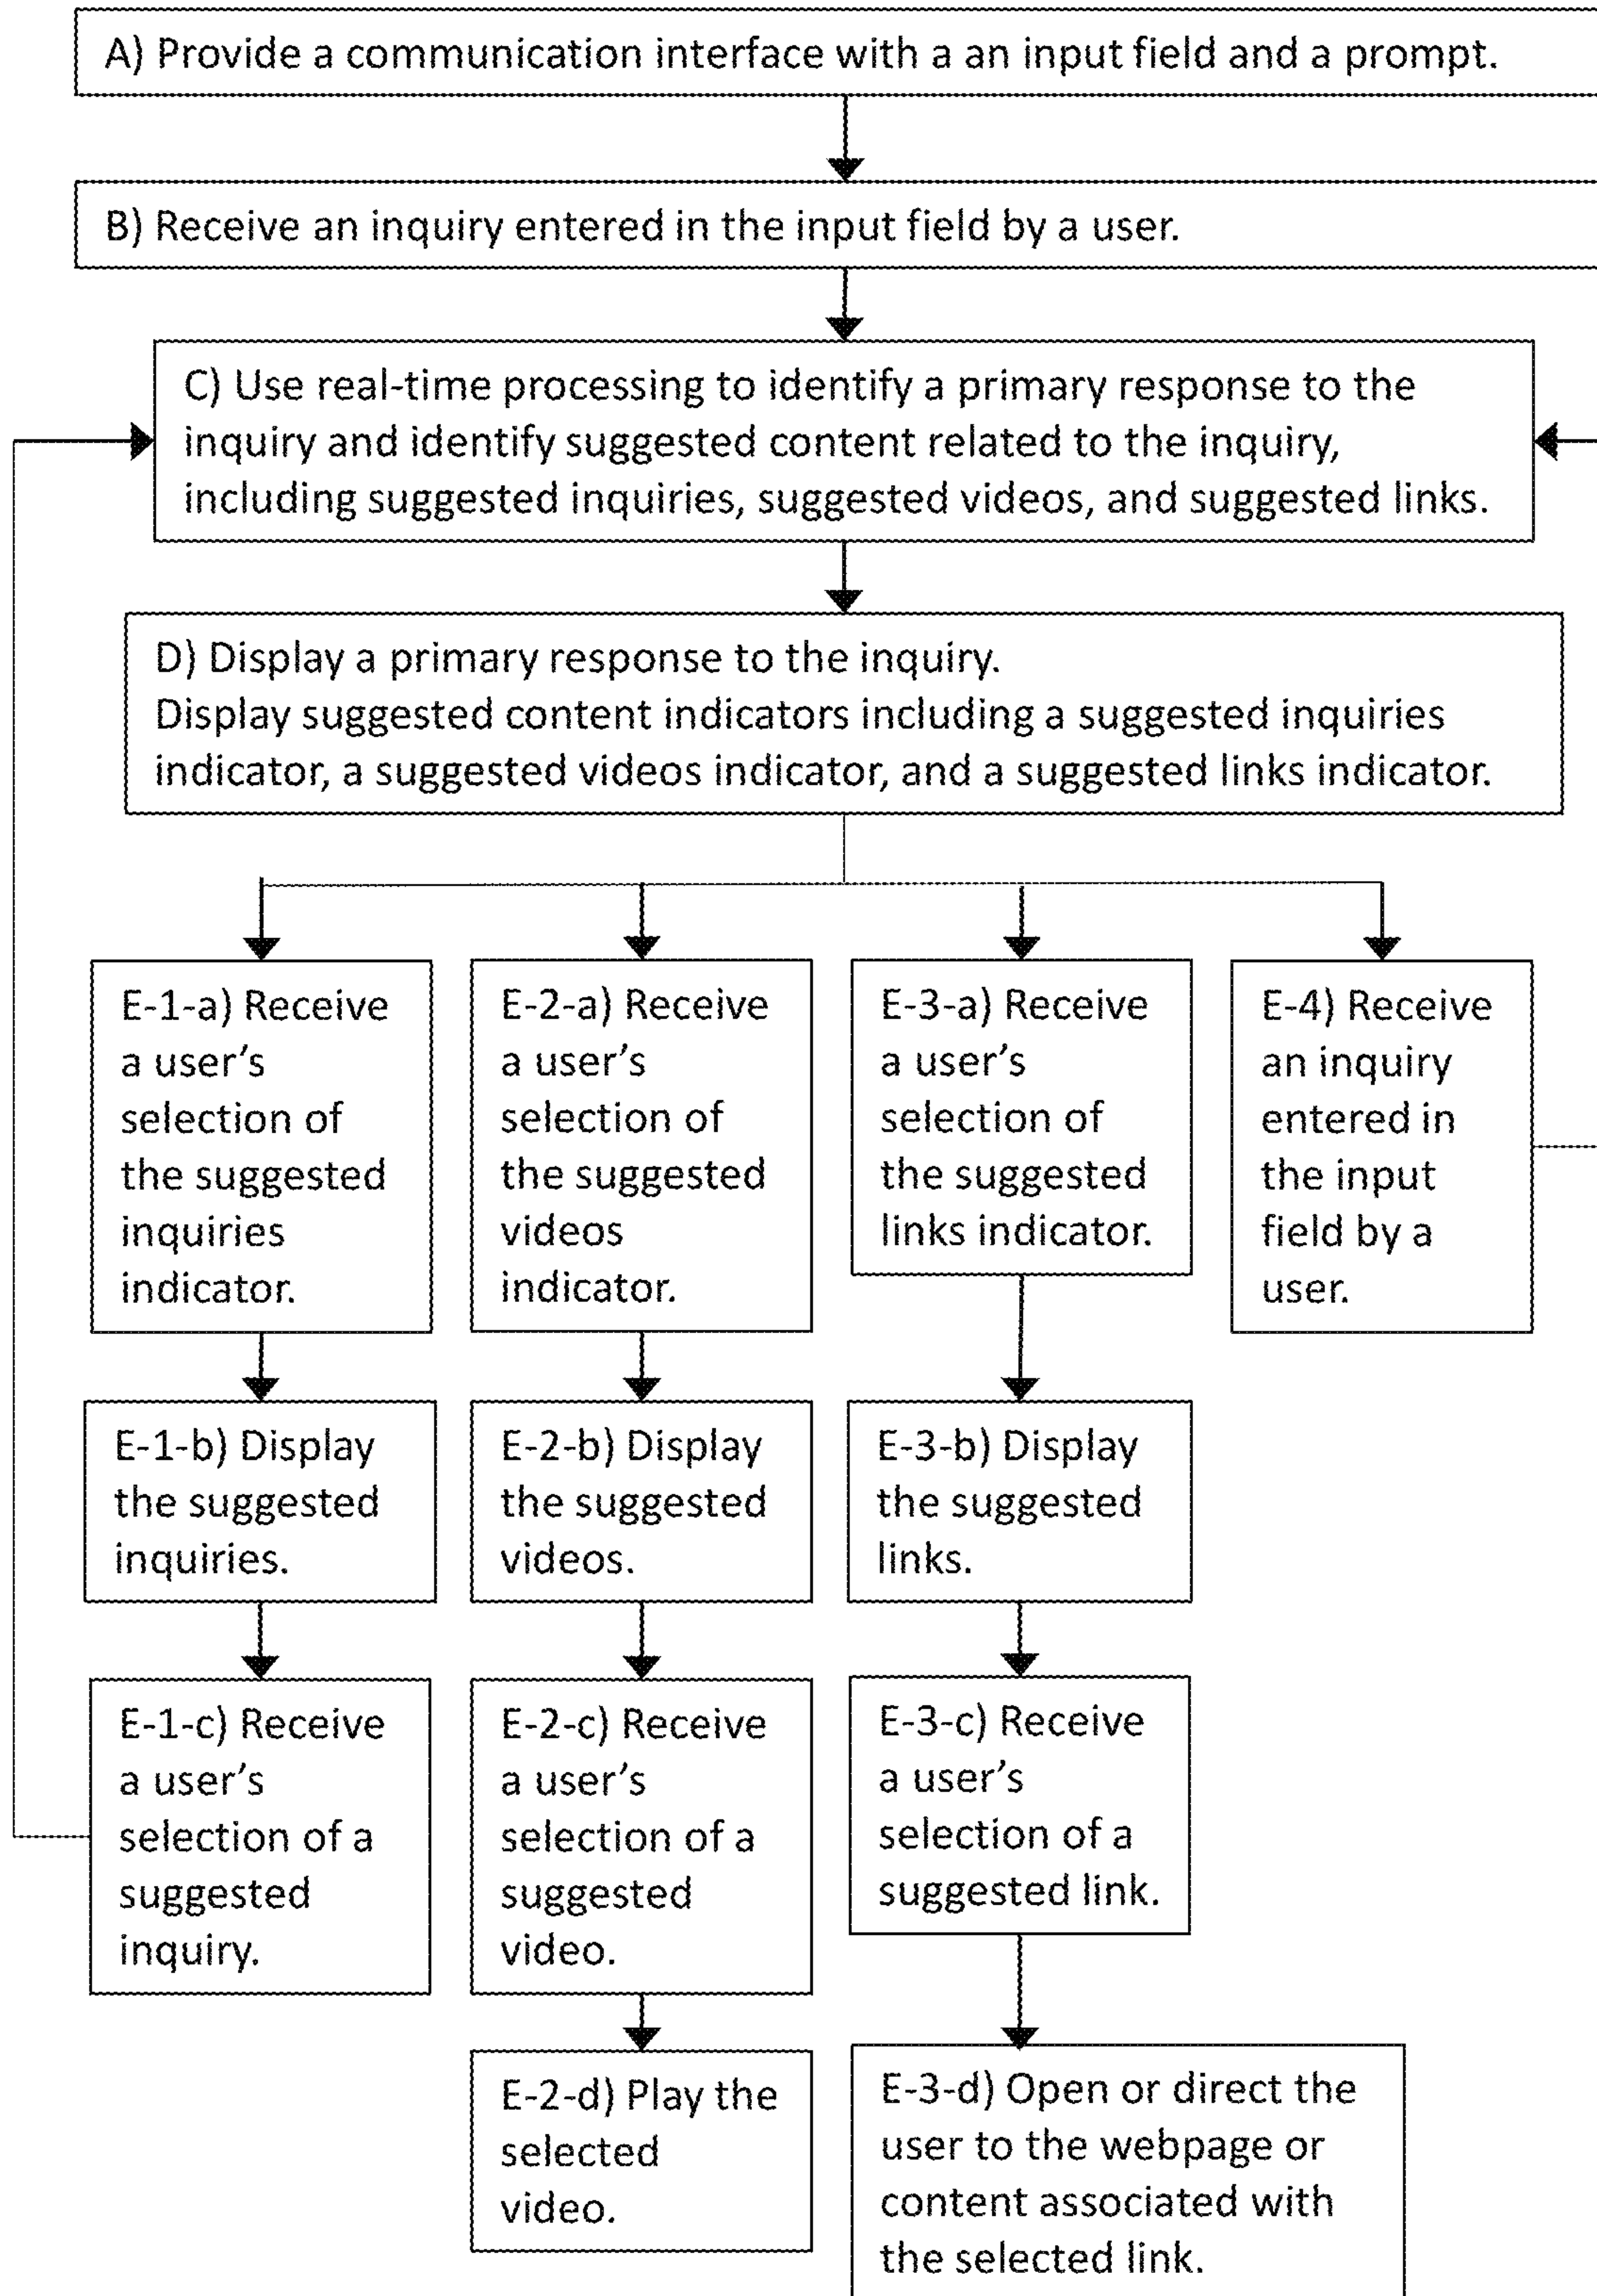 A) Provide a communication interface with a an input field and a prompt.
B) Receive an inquiry entered in the input field by a user.
C) Use real-time processing to identify a primary response to the
inquiry and identify suggested content related to the inquiry,
including suggested inquiries, suggested videos, and suggested links.
D) Display a primary response to the inquiry.
Display suggested content indicators including a suggested inquiries
indicator, a suggested videos indicator, and a suggested links indicator.
E-1-a) Receive
a user’s
selection of
the suggested
inquiries
indicator.
E-2-a) Receive
a user’s
selection of
the suggested
videos
indicator.
E-3-a) Receive
a user’s
selection of
the suggested
links indicator.
E-4) Receive
an inquiry
entered in
the input
field by a
user.
E-1-b) Display
the suggested
inquiries.
E-2-b) Display
the suggested
videos.
E-3-b) Display
the suggested
links.
E-1-c) Receive
a user’s
selection of a
suggested
inquiry.
E-2-c) Receive
a user’s
selection of a
suggested
video.
E-3-c) Receive
a user’s
selection of a
suggested link.
E-2-d) Play the
selected
video.
E-3-d) Open or direct the
user to the webpage or
content associated with
the selected link.